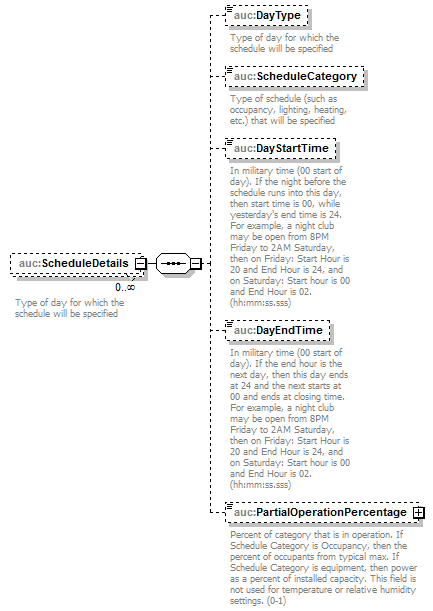 auc:DayType
Type of day for which the
schedule will be specified
auc:ScheduleCategory
Type of schedule (such as
occupancy, lighting, heating,
etc.) that will be specified
auc:DayStartTime
In military time (00 start of
day). If the night before the
schedule runs into this day,
then start time is 00, while
yesterday's end time is 24.
For example, a night club
may be open from 8PM
Friday to 2AM Saturday,
then on Friday: Start Hour is
20 and End Hour is 24, and
on Saturday: Start hour is 00
and End Hour is 02.
(hh:mm:ss.sss)
auc:ScheduleDetails
0..∞
Type of day for which the
schedule will be specified
auc:DayEndTime
In military time (00 start of
day). If the end hour is the
next day, then this day ends
at 24 and the next starts at
00 and ends at closing time.
For example, a night club
may be open from 8PM
Friday to 2AM Saturday,
then on Friday: Start Hour is
20 and End Hour is 24, and
on Saturday: Start hour is 00
and End Hour is 02.
(hh:mm:ss.sss)
auc:PartialOperationPercentage
Percent of category that is in operation. If
Schedule Category is Occupancy, then the
percent of occupants from typical max. If
Schedule Category is equipment, then power
as a percent of installed capacity. This field is
not used for temperature or relative humidity
settings. (0-1)